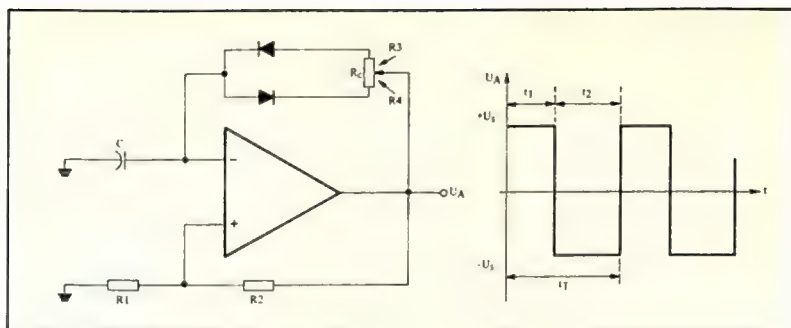 R3
R_C
R4
C
-
+
U_A
R1
R2
U_A
t1
t2
+U_s
t
-U_s
t_T